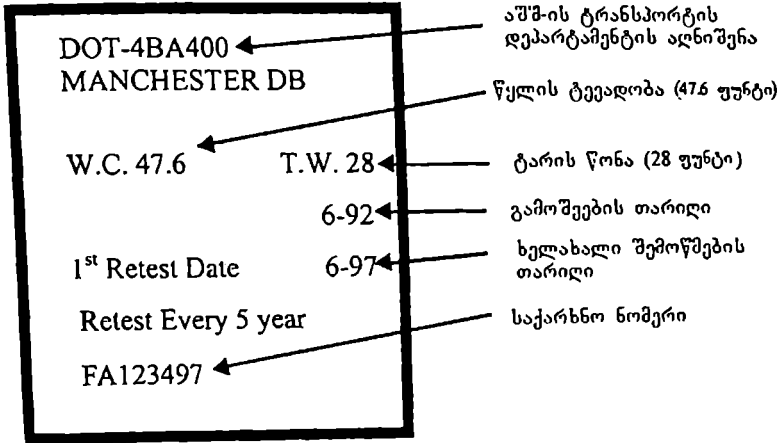 აშშ-ის ტრანსპორტის
დეპარტამენტის აღნიშვნა
DOT-4BA400
MANCHESTER DB
წყლის ტევადობა (47.6 ფუნტი)
W.C. 47.6 T.W. 28
ტარის წონა (28 ფუნტი)
6-92
გამოშვების თარიღი
1st Retest Date 6-97
ხელახალი შემოწმების
თარიღი
Retest Every 5 year
საქარხნო ნომერი
FA123497